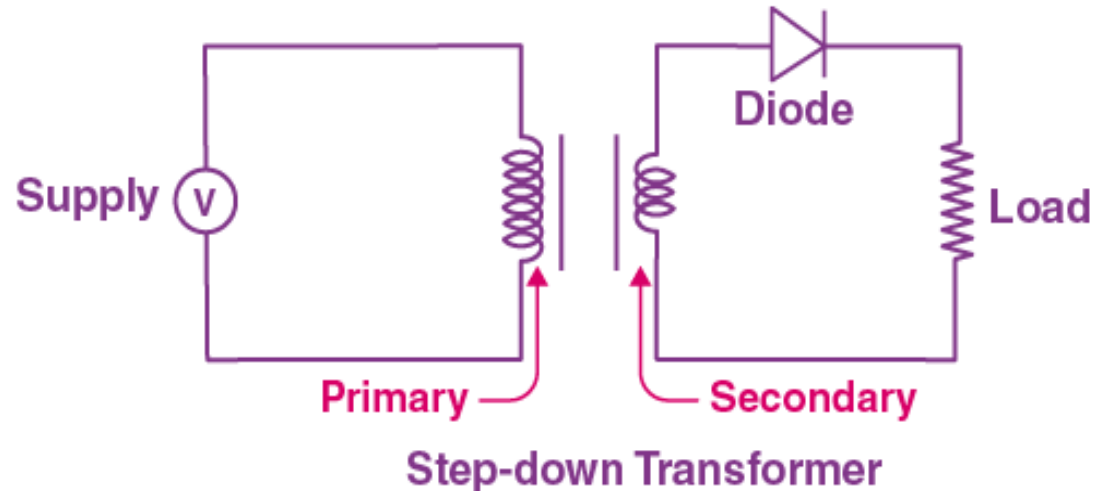 Diode
Supply
V
Load
Primary
Secondary
Step-down Transformer